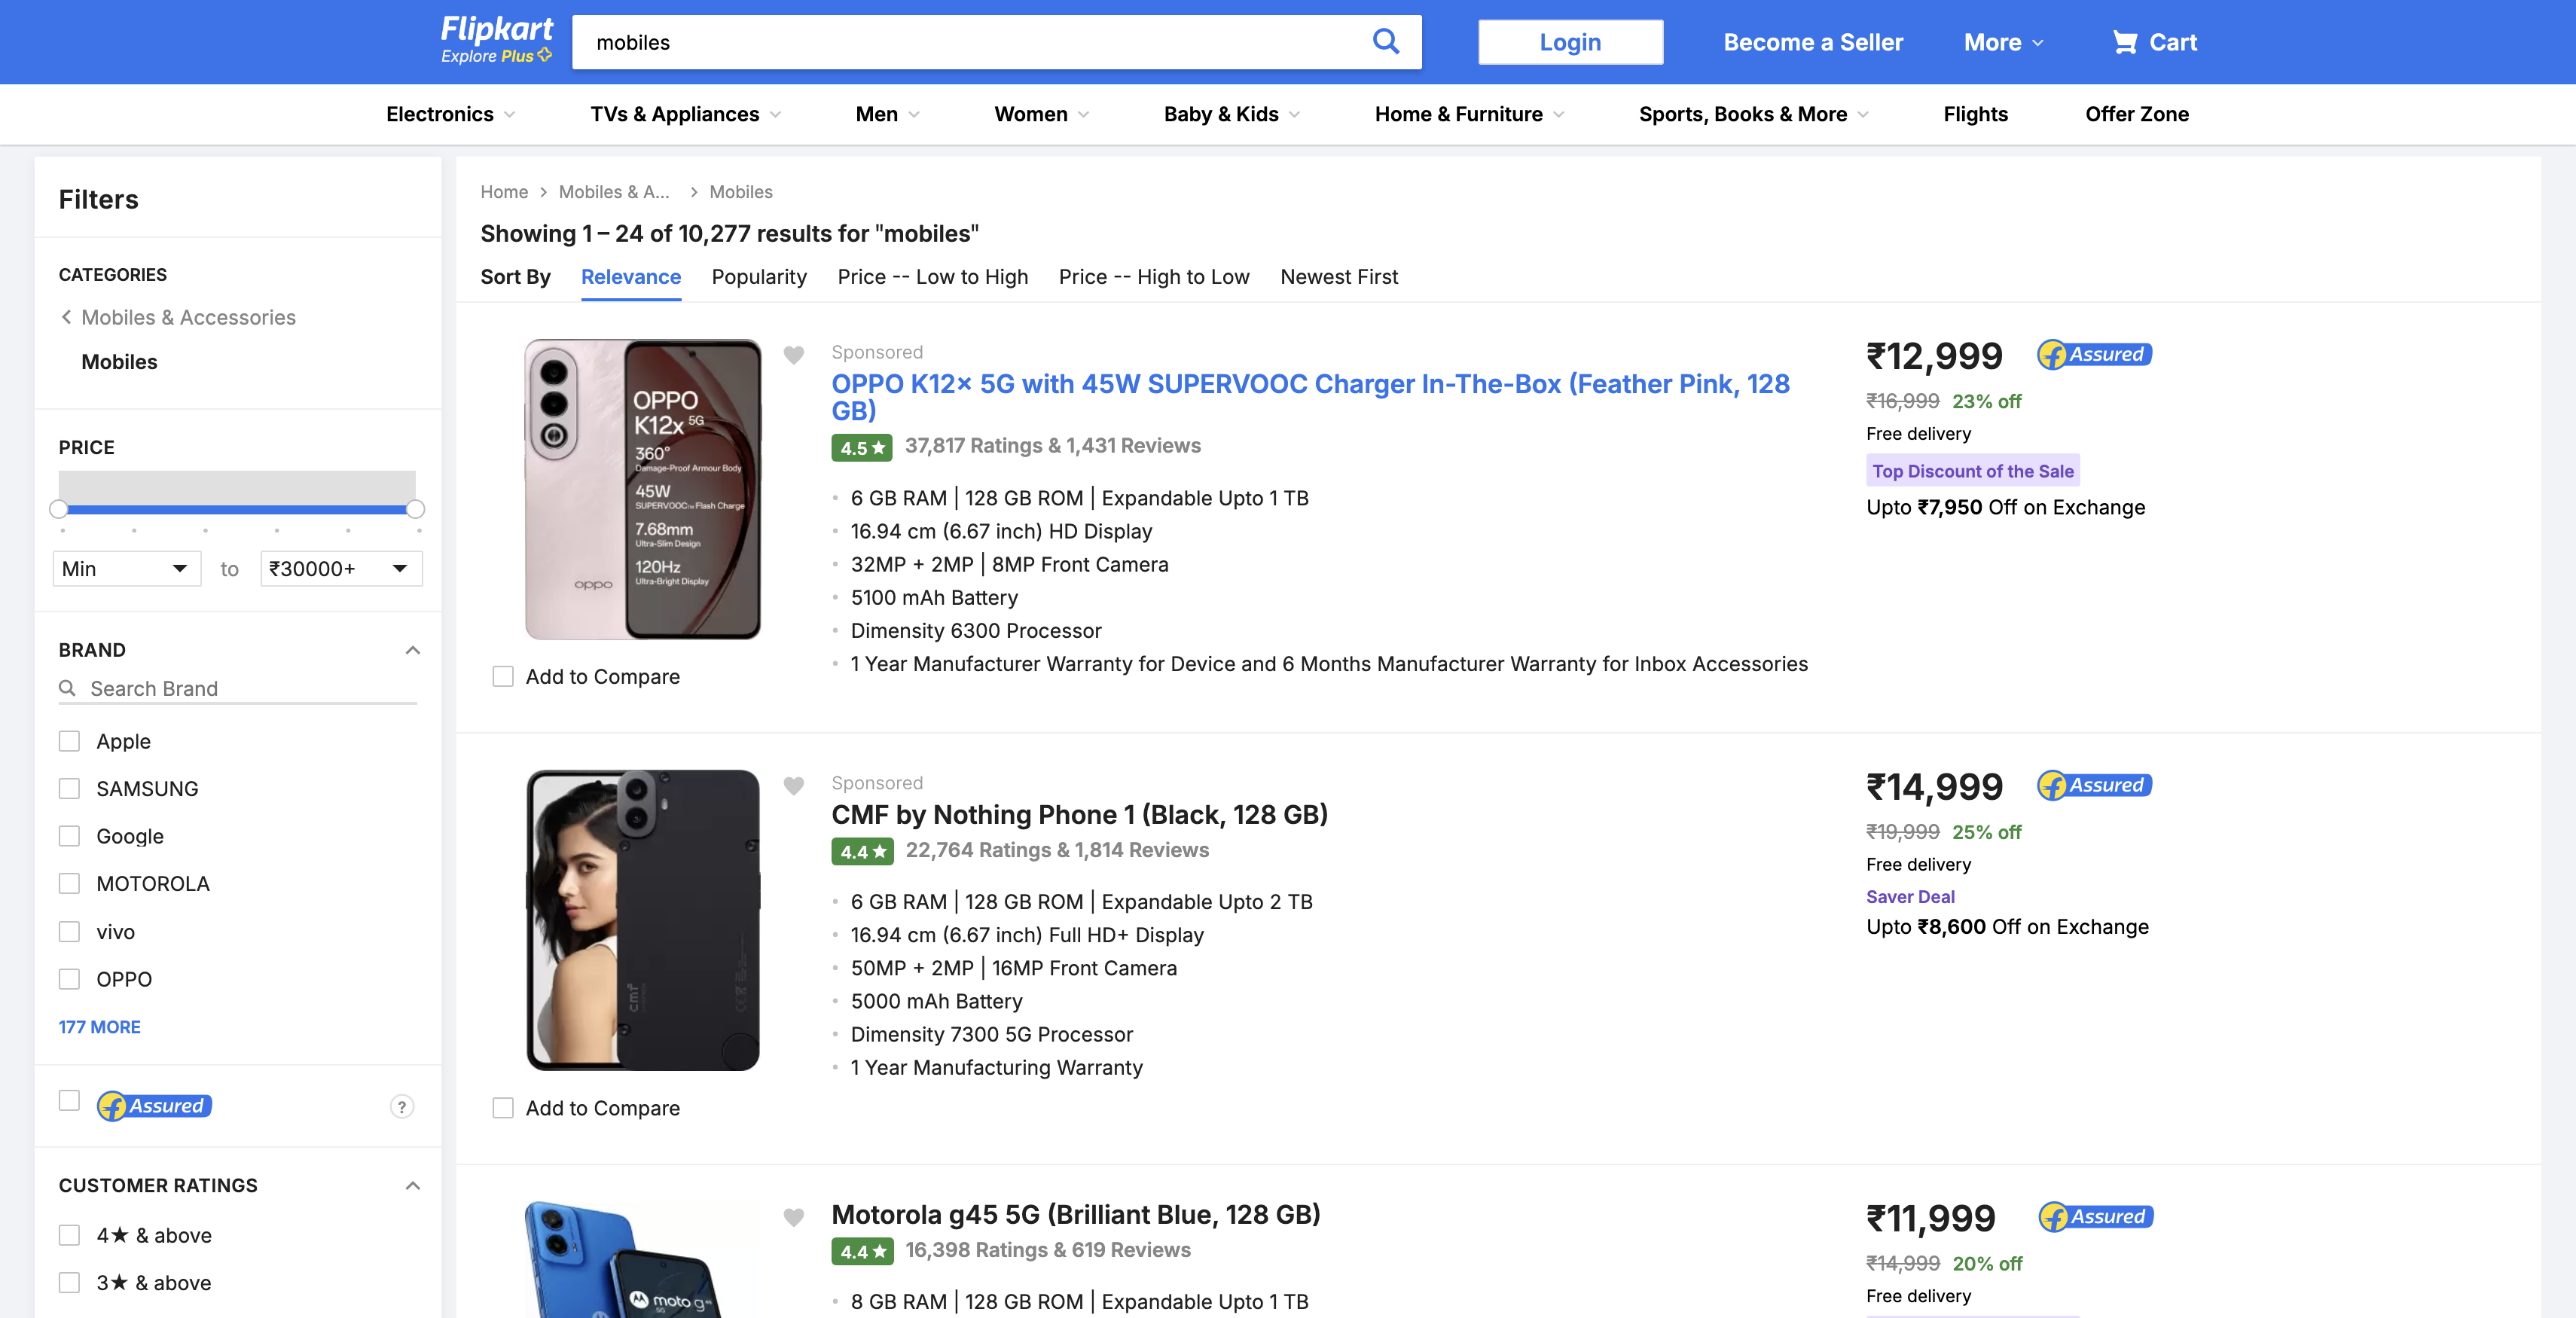 Flipkart
Explore Plus
mobiles
Login
Become a Seller
More
Cart
Electronics
TVs & Appliances
Men
Women
Baby & Kids
Home & Furniture
Sports, Books & More
Flights
Offer Zone
Filters
CATEGORIES
Mobiles & Accessories
Mobiles
PRICE
Min
to
₹30000+
BRAND
Search Brand
Apple
SAMSUNG
Google
MOTOROLA
vivo
OPPO
177 MORE
Assured
?
CUSTOMER RATINGS
4★ & above
3★ & above
Home > Mobiles & A... > Mobiles
Showing 1 – 24 of 10,277 results for "mobiles"
Sort By Relevance Popularity Price -- Low to High Price -- High to Low Newest First
OPPO
K12x 5G
360°
Damage-Proof Armour Body
45W
SUPERVOOC™ Flash Charge
7.68mm
Ultra-Slim Design
120Hz
Ultra-Bright Display
oppo
Add to Compare
Sponsored
OPPO K12x 5G with 45W SUPERVOOC Charger In-The-Box (Feather Pink, 128
GB)
4.5★ 37,817 Ratings & 1,431 Reviews
6 GB RAM | 128 GB ROM | Expandable Upto 1 TB
16.94 cm (6.67 inch) HD Display
32MP + 2MP | 8MP Front Camera
5100 mAh Battery
Dimensity 6300 Processor
1 Year Manufacturer Warranty for Device and 6 Months Manufacturer Warranty for Inbox Accessories
₹12,999
Assured
₹16,999 23% off
Free delivery
Top Discount of the Sale
Upto ₹7,950 Off on Exchange
cmf
Add to Compare
Sponsored
CMF by Nothing Phone 1 (Black, 128 GB)
4.4★ 22,764 Ratings & 1,814 Reviews
6 GB RAM | 128 GB ROM | Expandable Upto 2 TB
16.94 cm (6.67 inch) Full HD+ Display
50MP + 2MP | 16MP Front Camera
5000 mAh Battery
Dimensity 7300 5G Processor
1 Year Manufacturing Warranty
₹14,999
Assured
₹19,999 25% off
Free delivery
Saver Deal
Upto ₹8,600 Off on Exchange
moto g45
Motorola g45 5G (Brilliant Blue, 128 GB)
4.4★ 16,398 Ratings & 619 Reviews
8 GB RAM | 128 GB ROM | Expandable Upto 1 TB
₹11,999
Assured
₹14,999 20% off
Free delivery